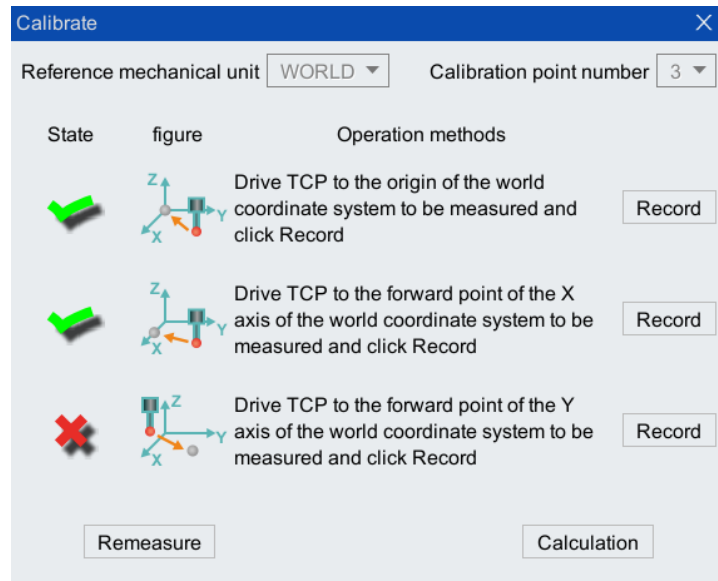 Calibrate
Reference mechanical unit WORLD Calibration point number 3
State figure Operation methods
Z Y X
Drive TCP to the origin of the world
coordinate system to be measured and
click Record
Record
Z Y X
Drive TCP to the forward point of the X
axis of the world coordinate system to be
measured and click Record
Record
Z Y X
Drive TCP to the forward point of the Y
axis of the world coordinate system to be
measured and click Record
Record
Remeasure Calculation